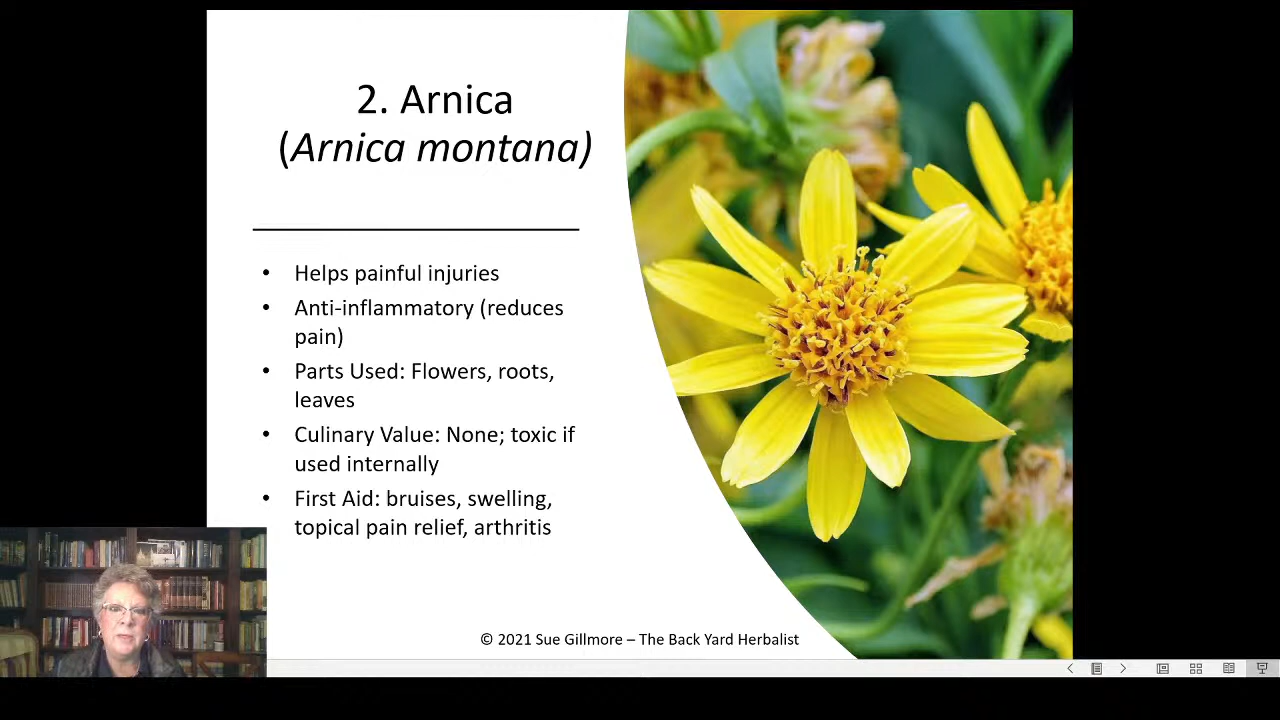 2. Arnica
(Arnica montana)
• Helps painful injuries
• Anti-inflammatory (reduces
pain)
• Parts Used: Flowers, roots,
leaves
• Culinary Value: None; toxic if
used internally
• First Aid: bruises, swelling,
topical pain relief, arthritis
© 2021 Sue Gillmore – The Back Yard Herbalist